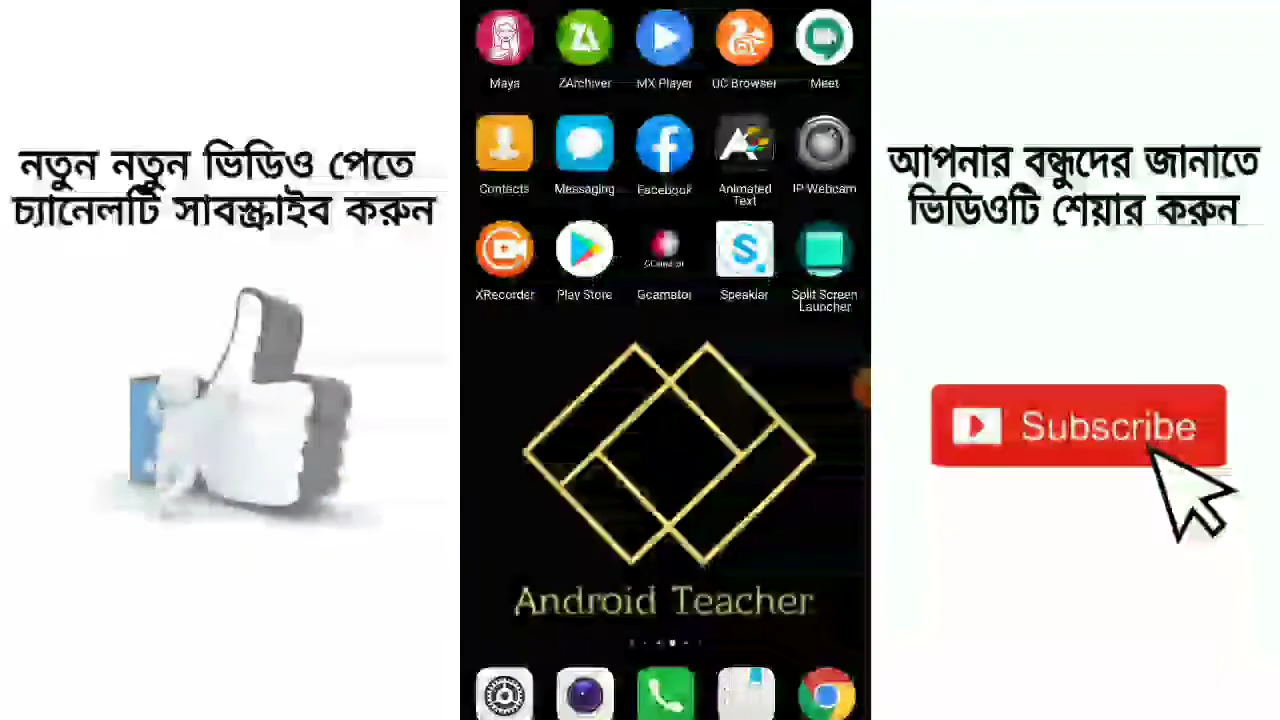 নতুন নতুন ভিডিও পেতে
চ্যানেলটি সাবস্ক্রাইব করুন
Maya
ZArchiver
MX Player
UC Browser
Meet
Contacts
Messaging
Facebook
Animated
Text
IP Webcam
XRecorder
Play Store
Gcamator
Speakiar
Split Screen
Launcher
Android Teacher
আপনার বন্ধুদের জানাতে
ভিডিওটি শেয়ার করুন
Subscribe